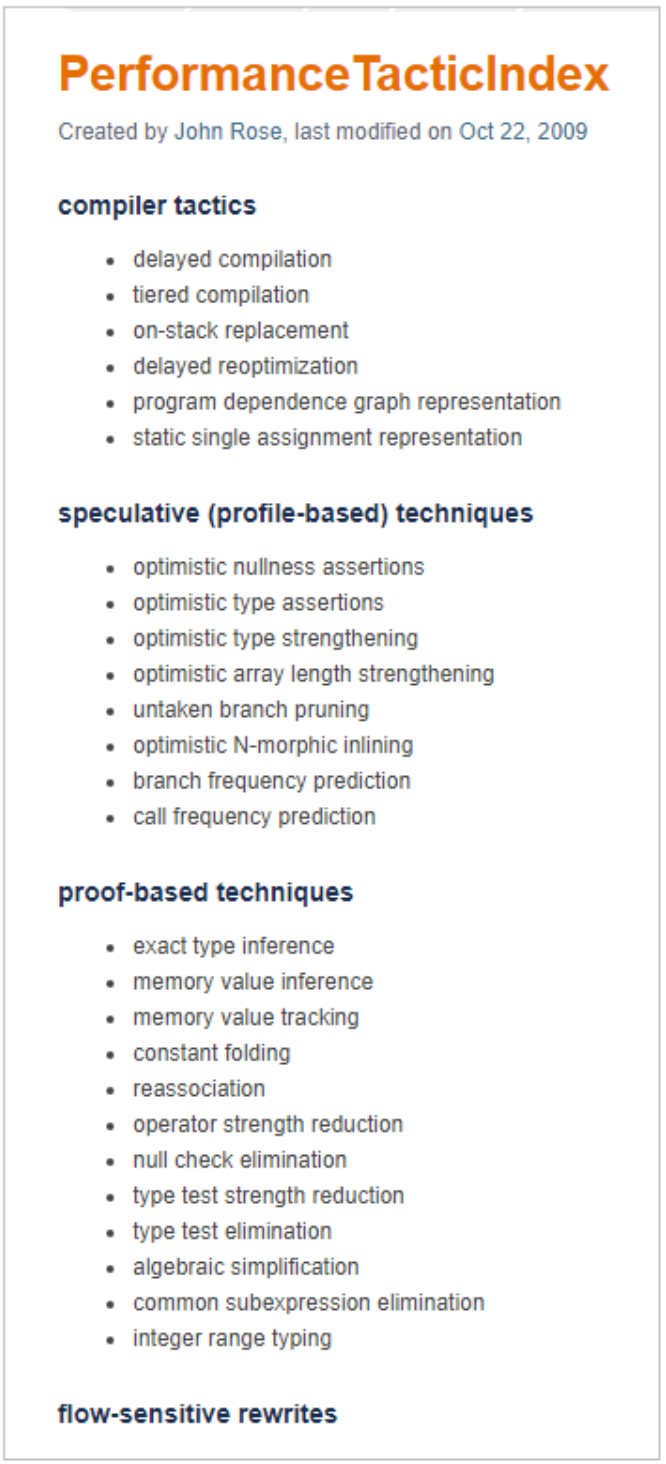 PerformanceTacticIndex
Created by John Rose, last modified on Oct 22, 2009
compiler tactics
• delayed compilation
• tiered compilation
• on-stack replacement
• delayed reoptimization
• program dependence graph representation
• static single assignment representation
speculative (profile-based) techniques
• optimistic nullness assertions
• optimistic type assertions
• optimistic type strengthening
• optimistic array length strengthening
• untaken branch pruning
• optimistic N-morphic inlining
• branch frequency prediction
• call frequency prediction
proof-based techniques
• exact type inference
• memory value inference
• memory value tracking
• constant folding
• reassociation
• operator strength reduction
• null check elimination
• type test strength reduction
• type test elimination
• algebraic simplification
• common subexpression elimination
• integer range typing
flow-sensitive rewrites